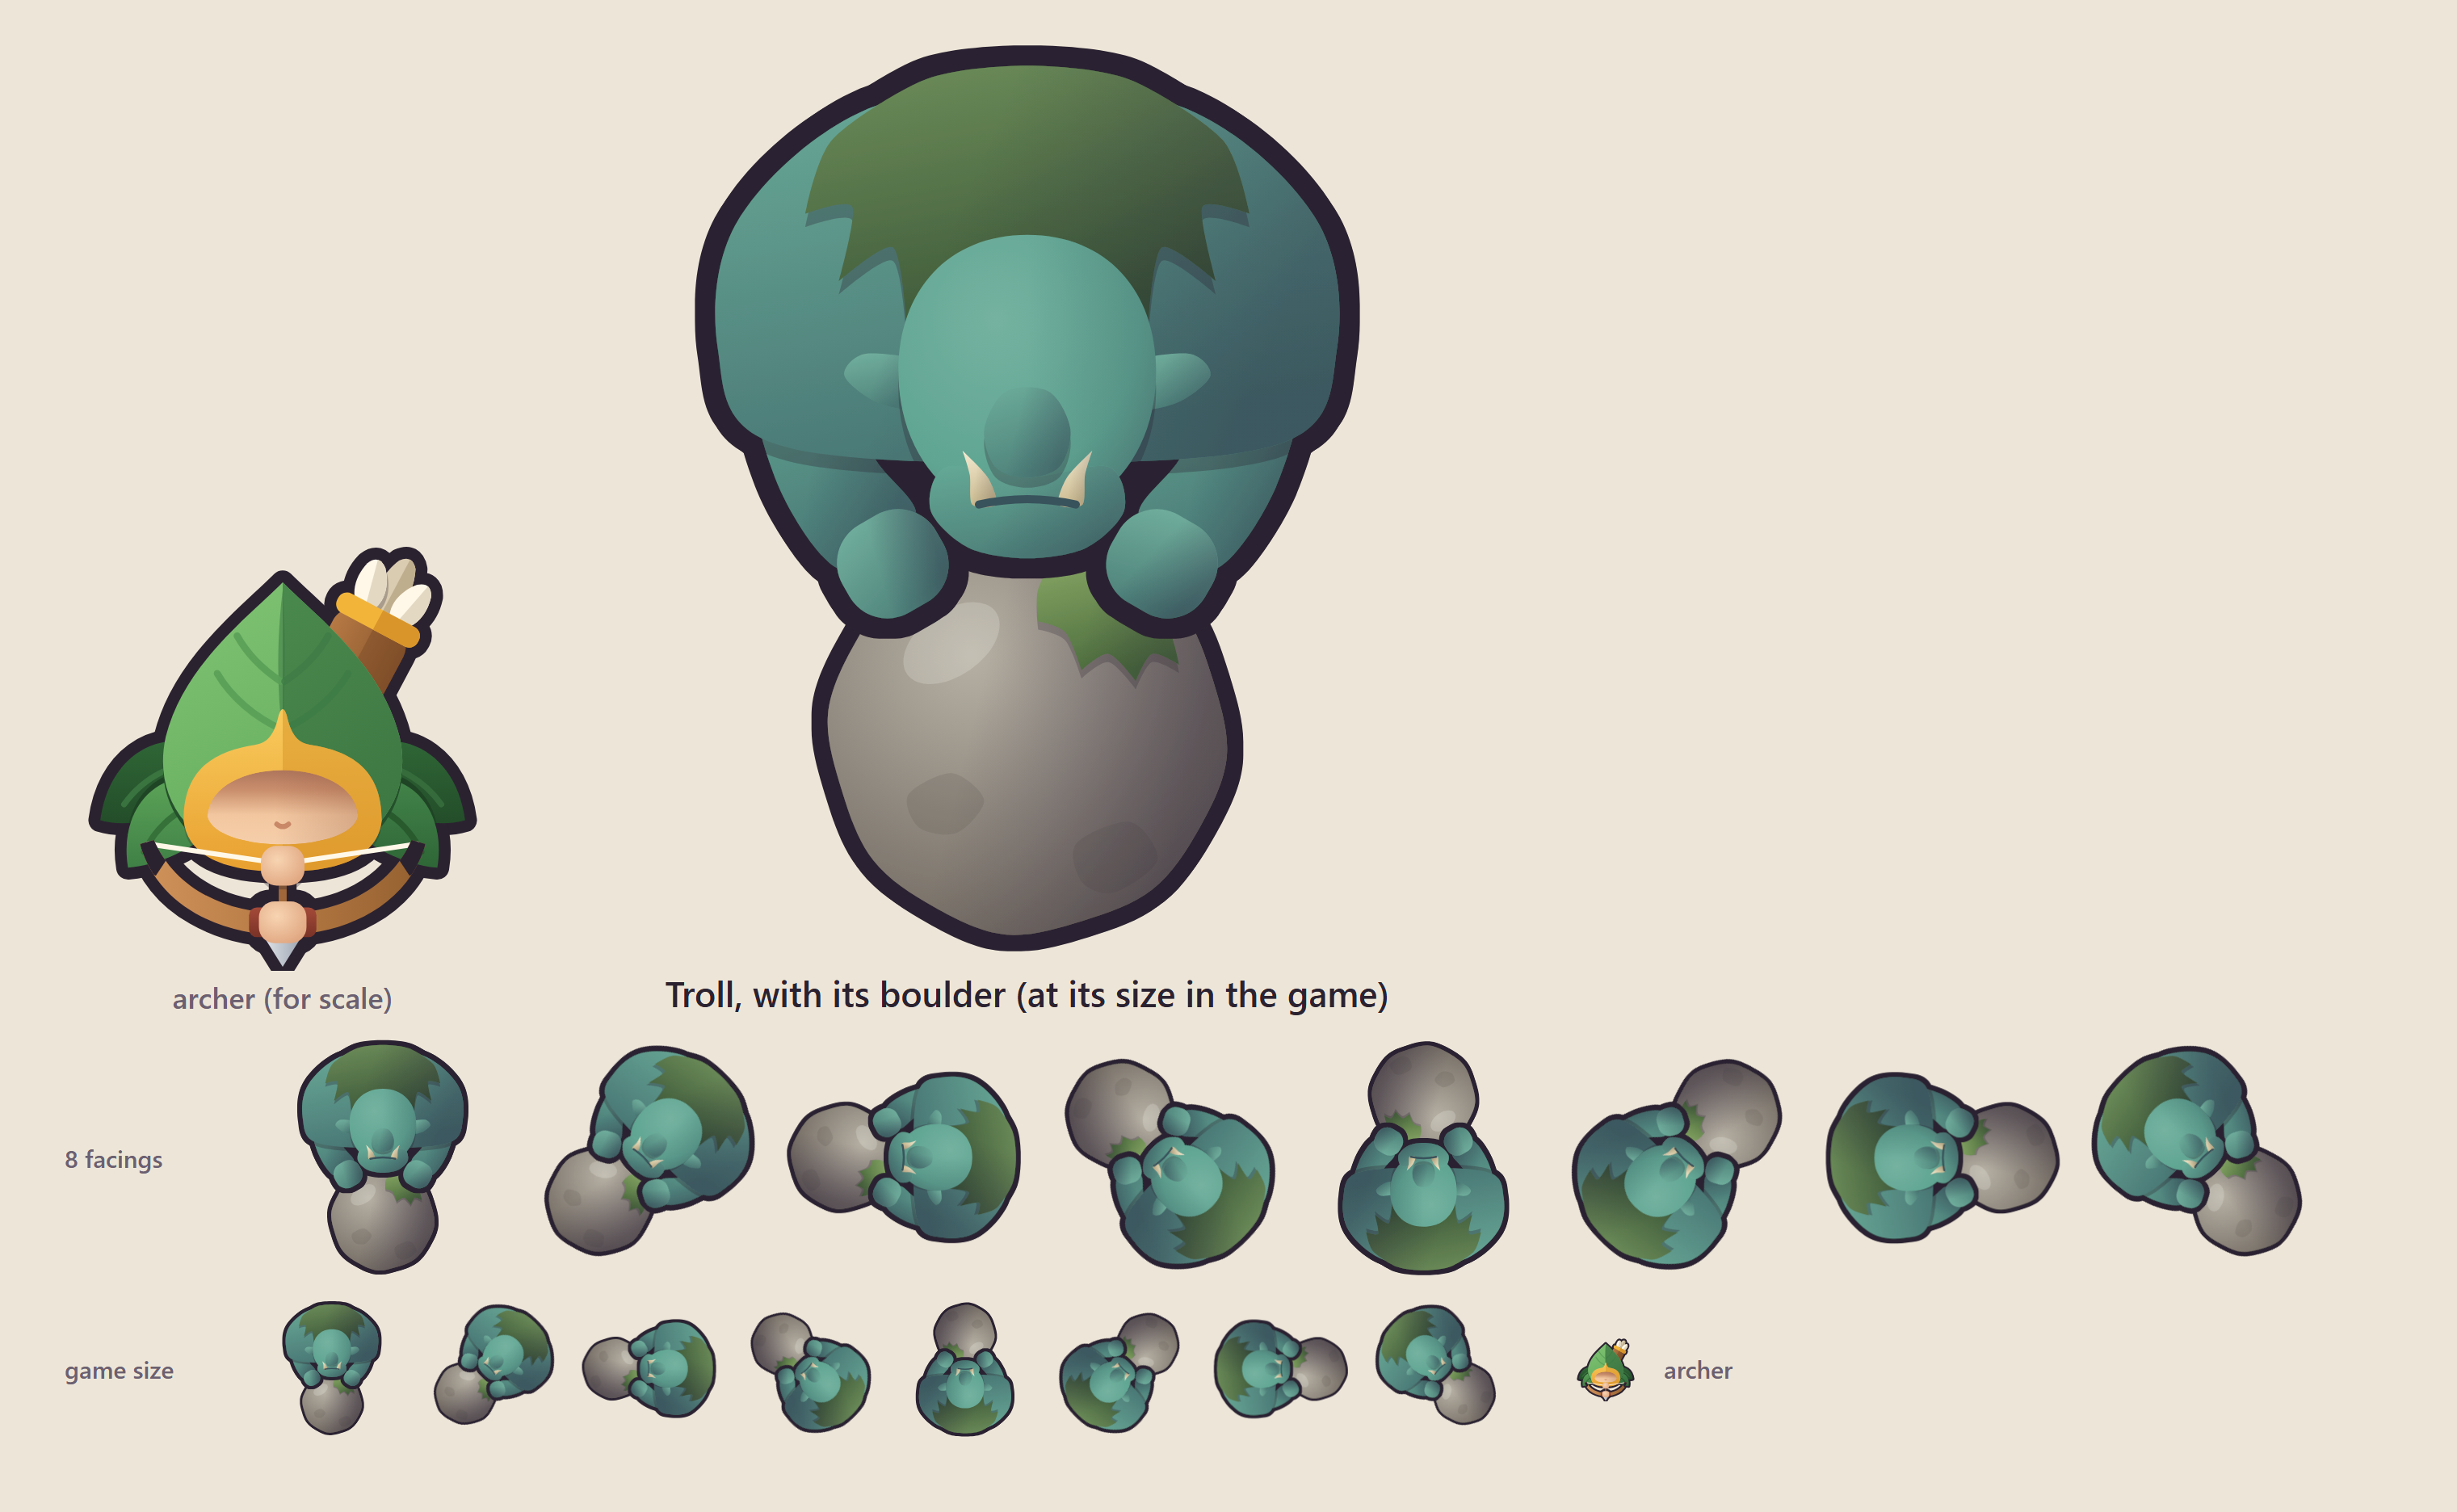 archer (for scale)
Troll, with its boulder (at its size in the game)
8 facings
game size
archer